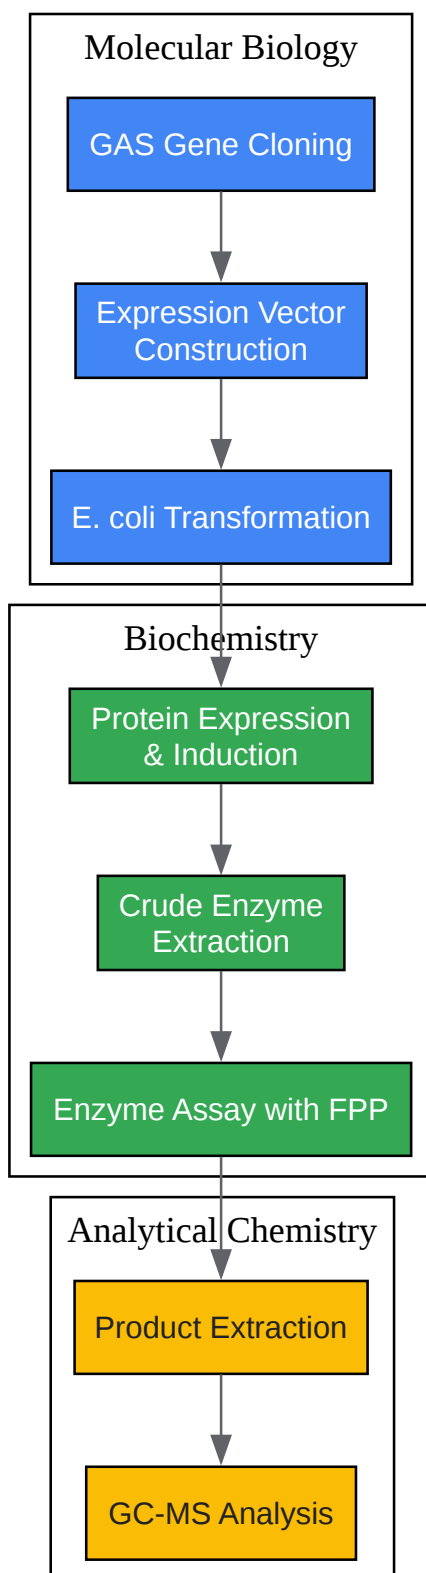 Molecular Biology
GAS Gene Cloning
Expression Vector
Construction
E. coli Transformation
Biochemistry
Protein Expression
& Induction
Crude Enzyme
Extraction
Enzyme Assay with FPP
Analytical Chemistry
Product Extraction
GC-MS Analysis